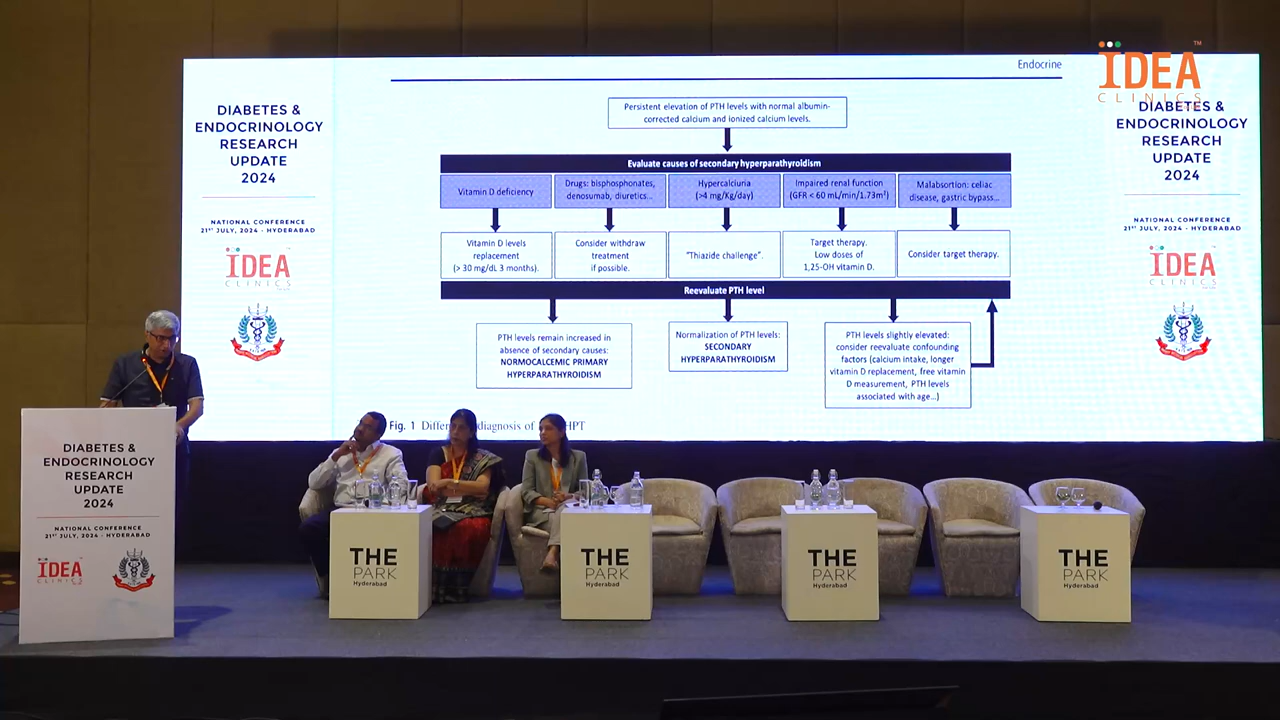 DIABETES &
ENDOCRINOLOGY
RESEARCH
UPDATE
2024
NATIONAL CONFERENCE
21ST JULY, 2024 - HYDERABAD
IDEA
CLINICS
Endocrine
Persistent elevation of PTH levels with normal albumin-
corrected calcium and ionized calcium levels.
Evaluate causes of secondary hyperparathyroidism
Vitamin D deficiency
Drugs: bisphosphonates,
denosumab, diuretics...
Hypercalciuria
(>4 mg/Kg/day)
Impaired renal function
(GFR < 60 mL/min/1.73m²)
Malabsortion: celiac
disease, gastric bypass...
Vitamin D levels
replacement
(> 30 mg/dL 3 months).
Consider withdraw
treatment
if possible.
"Thiazide challenge".
Target therapy.
Low doses of
1,25-OH vitamin D.
Consider target therapy.
Reevaluate PTH level
PTH levels remain increased in
absence of secondary causes:
NORMOCALCEMIC PRIMARY
HYPERPARATHYROIDISM
Normalization of PTH levels:
SECONDARY
HYPERPARATHYROIDISM
PTH levels slightly elevated:
consider reevaluate confounding
factors (calcium intake, longer
vitamin D replacement, free vitamin
D measurement, PTH levels
associated with age...)
Fig. 1 diagnosis of
IDEA
CLINICS
TM
DIABETES &
ENDOCRINOLOGY
RESEARCH
UPDATE
2024
NATIONAL CONFERENCE
21ST JULY, 2024 - HYDERABAD
IDEA
CLINICS
DIABETES &
ENDOCRINOLOGY
RESEARCH
UPDATE
2024
NATIONAL CONFERENCE
21ST JULY, 2024 - HYDERABAD
IDEA
CLINICS
THE
PARK
Hyderabad
THE
PARK
Hyderabad
THE
PARK
Hyderabad
THE
PARK
Hyderabad